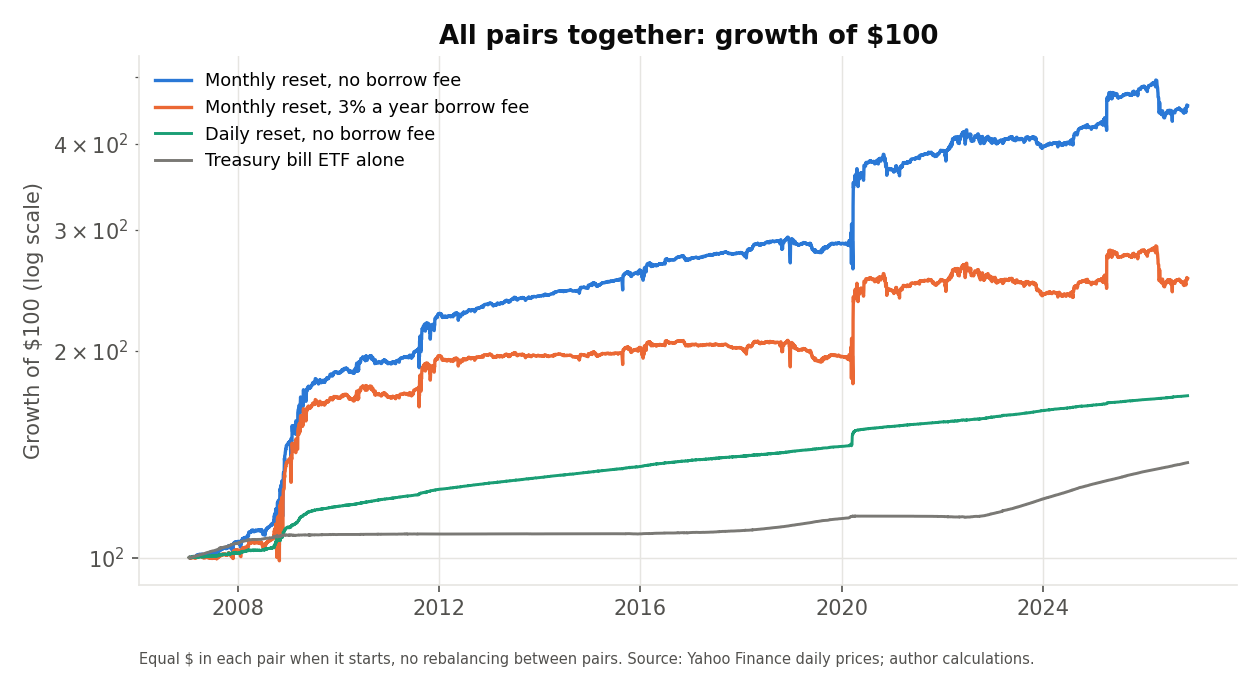 All pairs together: growth of $100
Monthly reset, no borrow fee
Monthly reset, 3% a year borrow fee
Daily reset, no borrow fee
Treasury bill ETF alone
Growth of $100 (log scale)
4 × 10²
3 × 10²
2 × 10²
10²
2008 2012 2016 2020 2024
Equal $ in each pair when it starts, no rebalancing between pairs. Source: Yahoo Finance daily prices; author calculations.